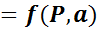 = f(P, a)